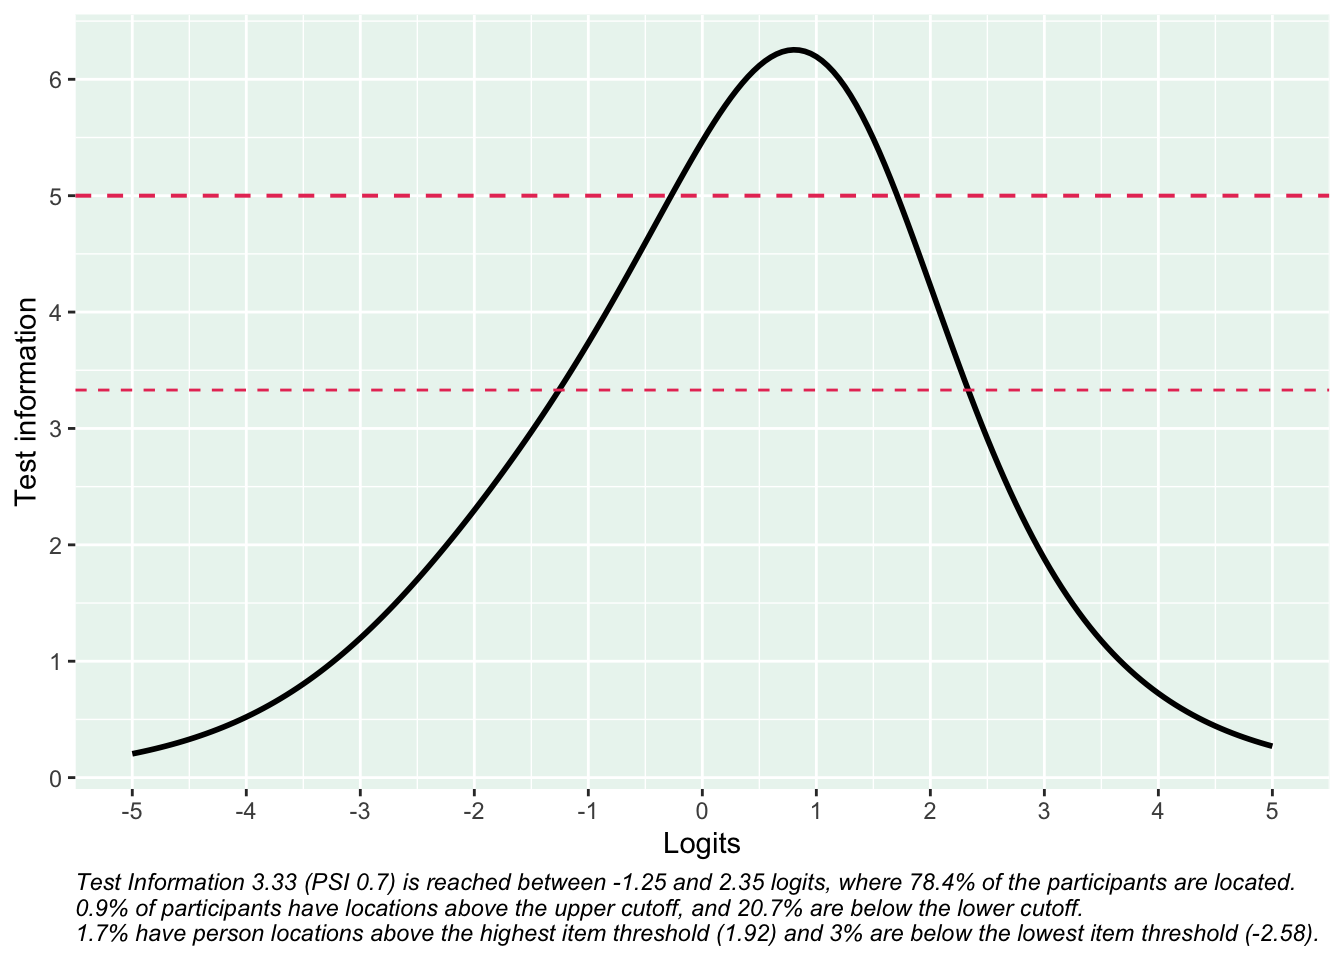 6
5
4
3
2
1
0
Test information
-5 -4 -3 -2 -1 0 1 2 3 4 5
Logits
Test Information 3.33 (PSI 0.7) is reached between -1.25 and 2.35 logits, where 78.4% of the participants are located.
0.9% of participants have locations above the upper cutoff, and 20.7% are below the lower cutoff.
1.7% have person locations above the highest item threshold (1.92) and 3% are below the lowest item threshold (-2.58).